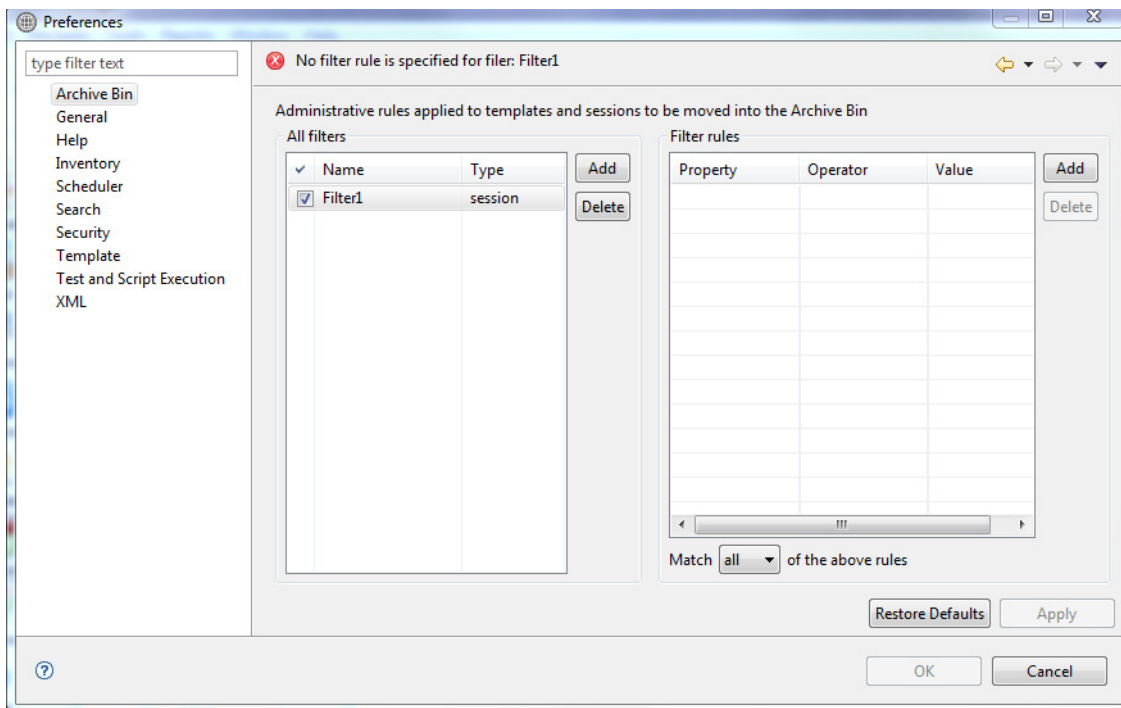 Preferences
type filter text
Archive Bin
General
Help
Inventory
Scheduler
Search
Security
Template
Test and Script Execution
XML
No filter rule is specified for filer: Filter1
Administrative rules applied to templates and sessions to be moved into the Archive Bin
All filters
Name Type
Filter1 session
Add
Delete
Filter rules
Property Operator Value
Add
Delete
Match all of the above rules
Restore Defaults Apply
OK Cancel